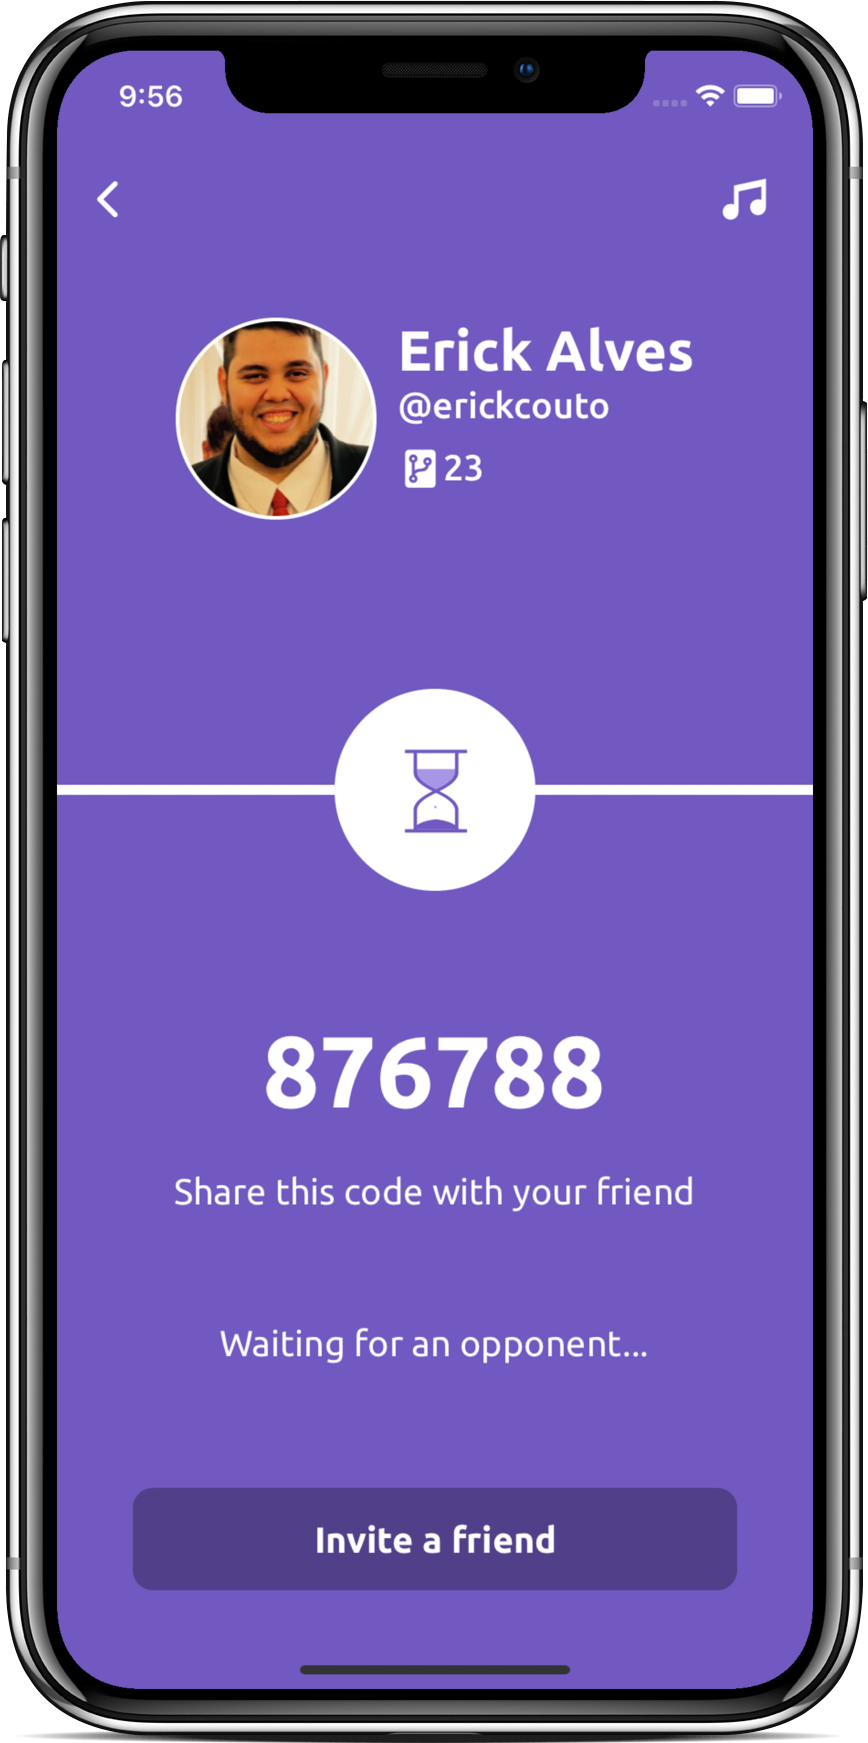 9:56
Erick Alves
@erickcouto
23
876788
Share this code with your friend
Waiting for an opponent...
Invite a friend